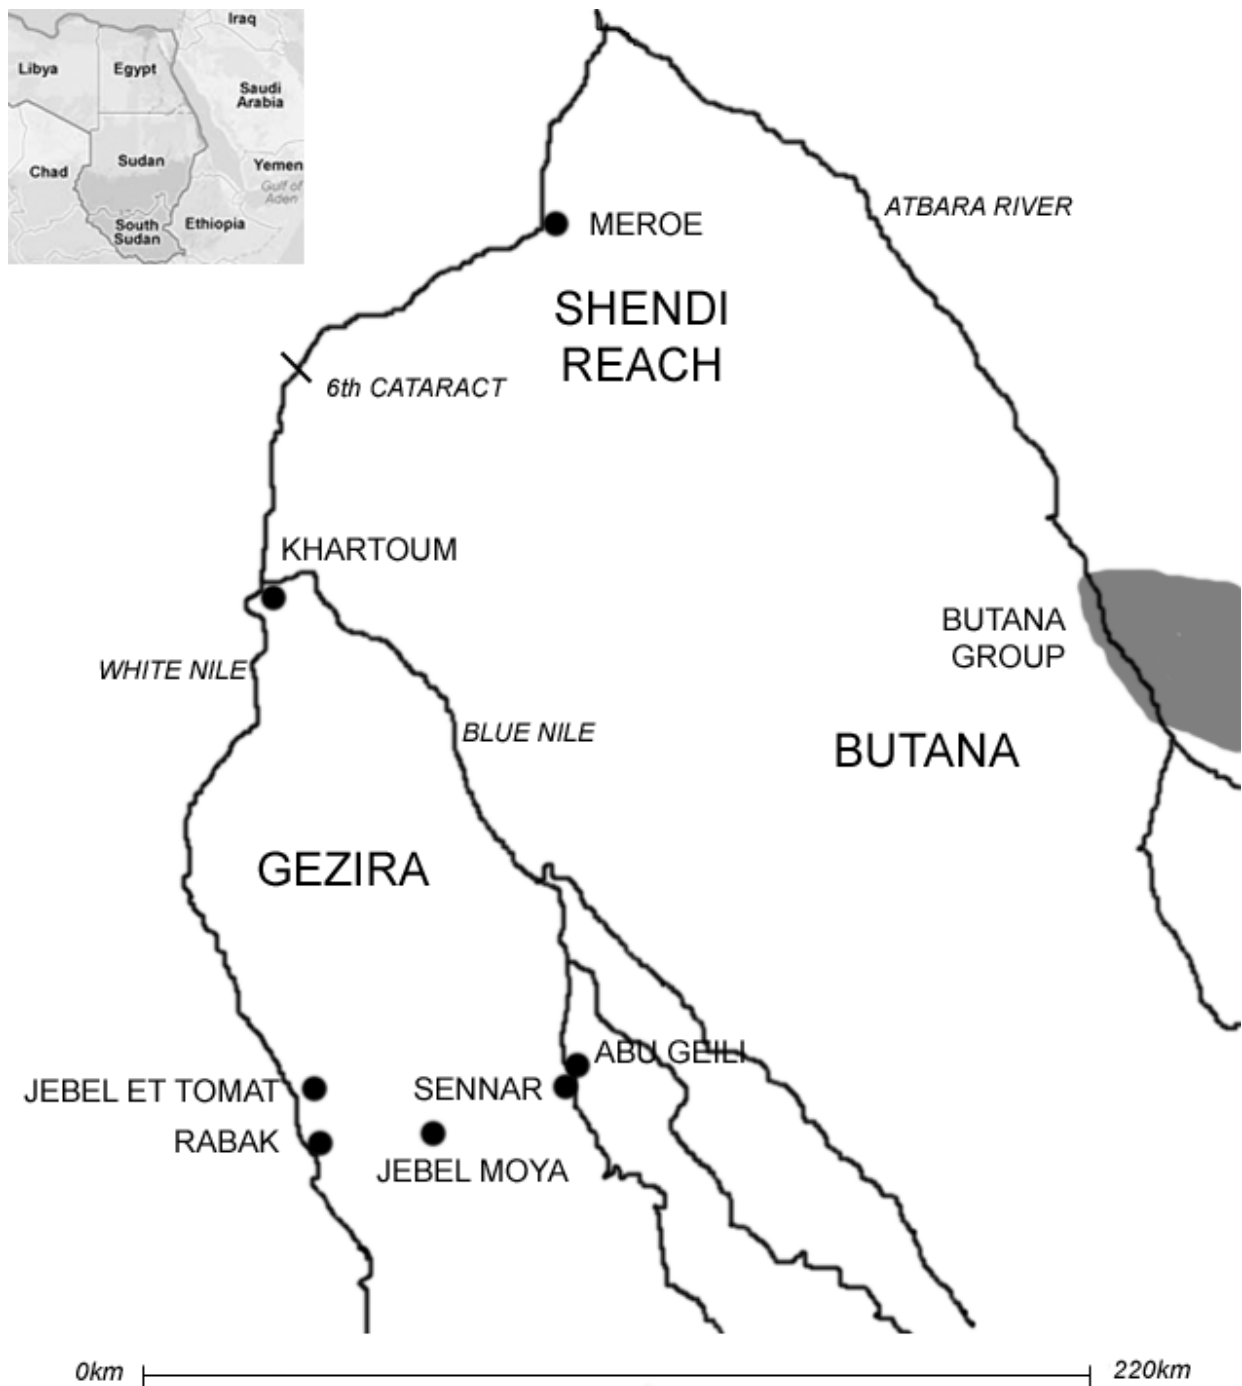 Iraq
Libya
Egypt
Saudi
Arabia
Sudan
Chad
Yemen
Gulf of
Aden
South
Sudan
Ethiopia
ATBARA RIVER
MEROE
SHENDI
REACH
6th CATARACT
KHARTOUM
BUTANA
GROUP
WHITE NILE
BLUE NILE
BUTANA
GEZIRA
ABU GEILI
JEBEL ET TOMAT
SENNAR
RABAK
JEBEL MOYA
0km
220km